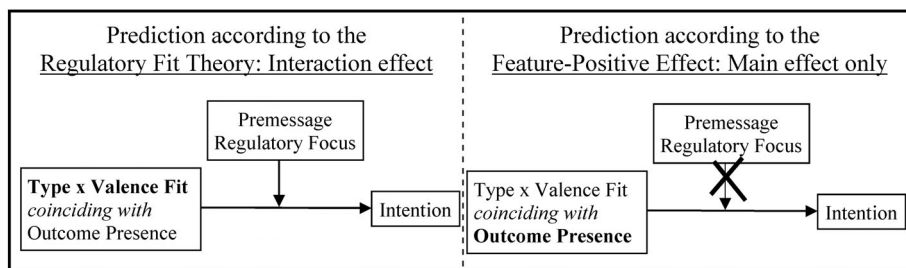 Prediction according to the
Regulatory Fit Theory: Interaction effect
Premessage
Regulatory Focus
Type x Valence Fit
coinciding with
Outcome Presence
Intention
Prediction according to the
Feature-Positive Effect: Main effect only
Premessage
Regulatory Focus
Type x Valence Fit
coinciding with
Outcome Presence
Intention